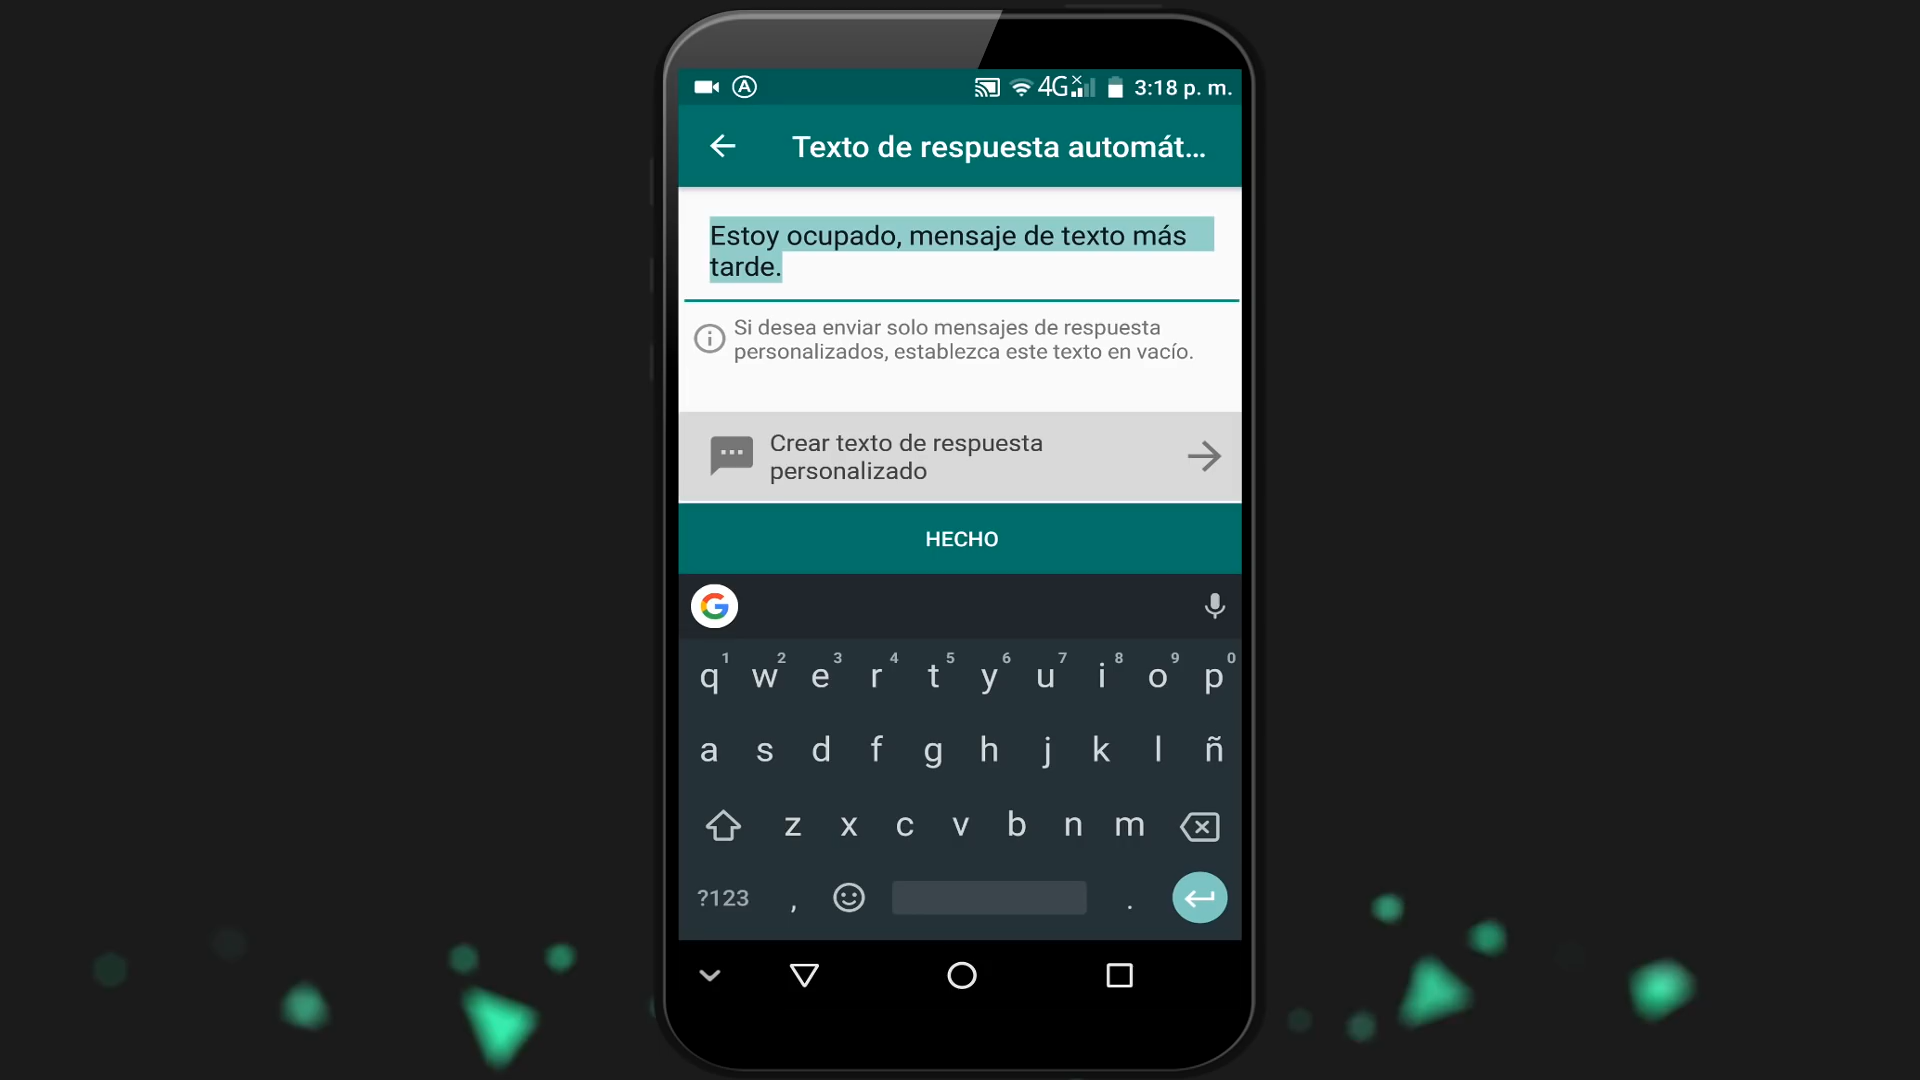 A 4G 3:18 p. m.
Texto de respuesta automát...
Estoy ocupado, mensaje de texto más
tarde.
Si desea enviar solo mensajes de respuesta
personalizados, establezca este texto en vacío.
Crear texto de respuesta
personalizado
HECHO
G
1 2 3 4 5 6 7 8 9 0
q w e r t y u i o p
a s d f g h j k l ñ
z x c v b n m
?123 , .